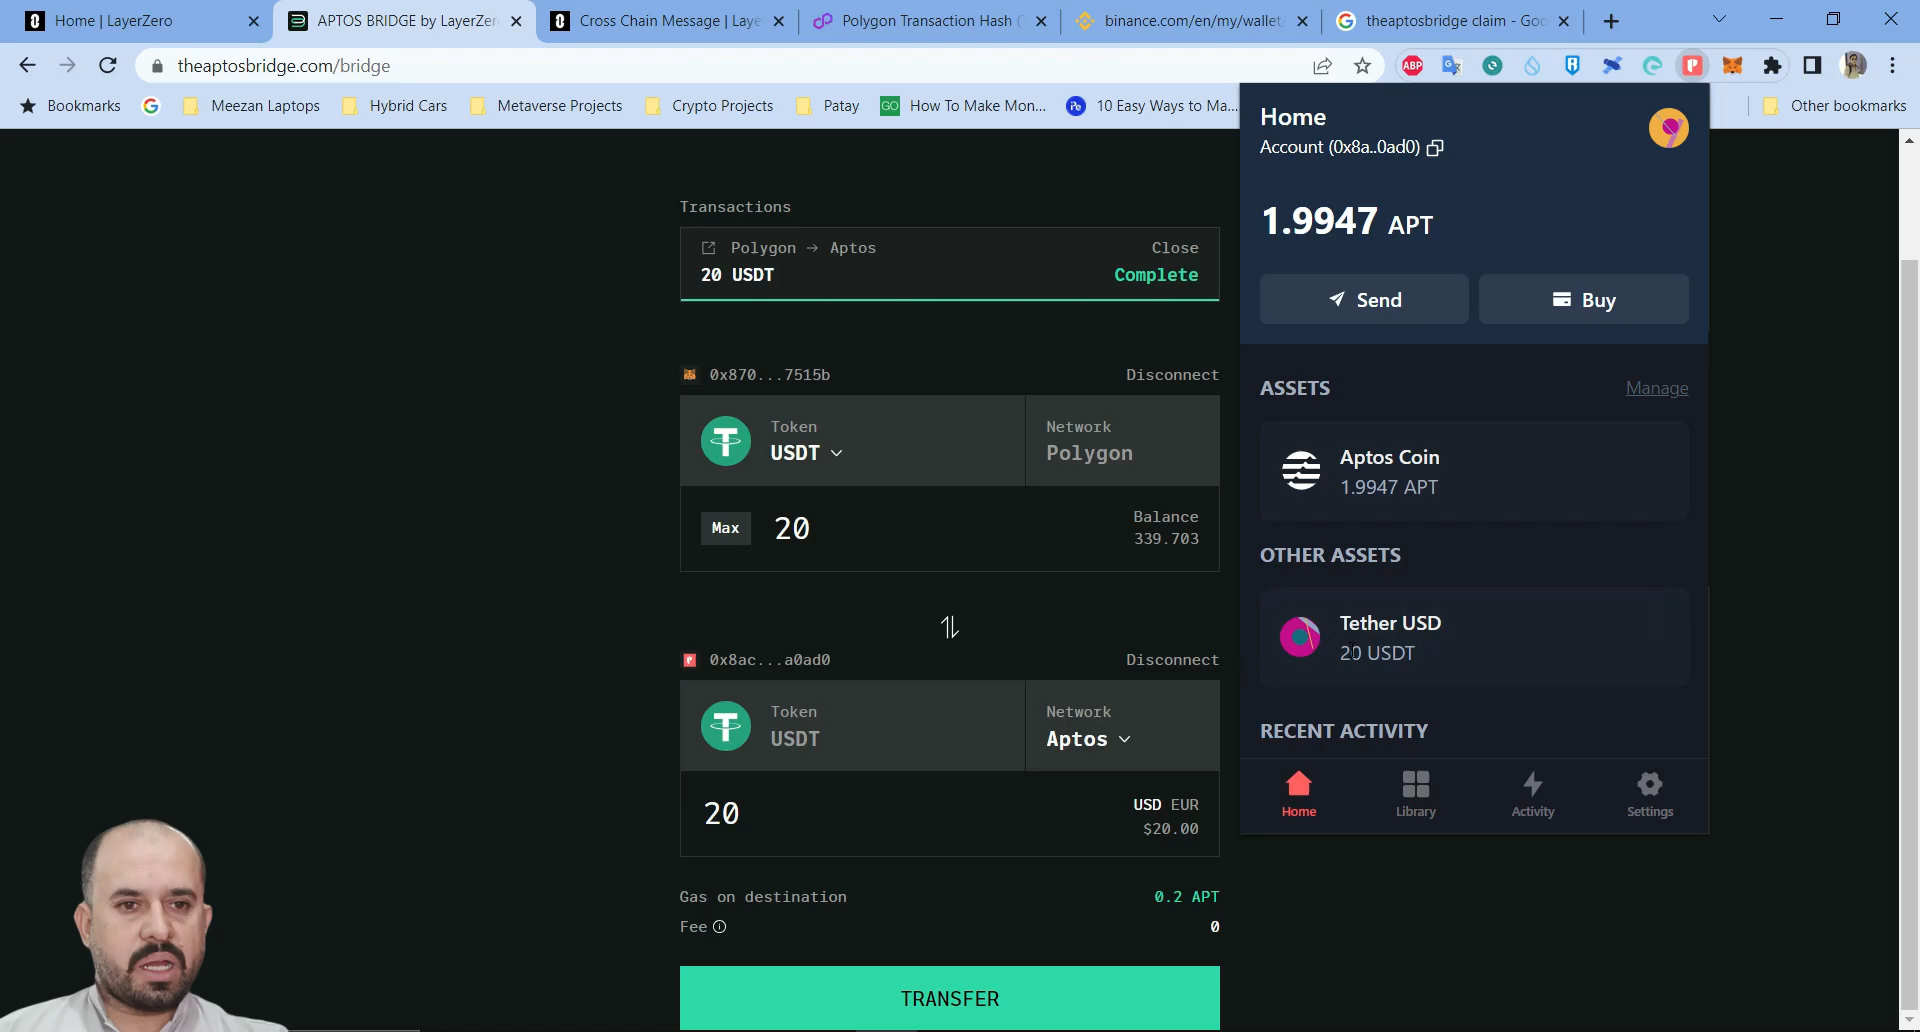 Home | LayerZero
APTOS BRIDGE by LayerZer
Cross Chain Message | Laye
Polygon Transaction Hash (
binance.com/en/my/wallet
theaptosbridge claim - Goo
theaptosbridge.com/bridge
ABP
Bookmarks
Meezan Laptops
Hybrid Cars
Metaverse Projects
Crypto Projects
Patay
GO
How To Make Mon...
10 Easy Ways to Ma...
Other bookmarks
Transactions
Polygon → Aptos
Close
20 USDT
Complete
0x870...7515b
Disconnect
Token
USDT
Network
Polygon
Max
20
Balance
339.703
0x8ac...a0ad0
Disconnect
Token
USDT
Network
Aptos
20
USD EUR
$20.00
Gas on destination
0.2 APT
Fee
0
TRANSFER
Home
Account (0x8a..0ad0)
1.9947 APT
Send
Buy
ASSETS
Manage
Aptos Coin
1.9947 APT
OTHER ASSETS
Tether USD
20 USDT
RECENT ACTIVITY
Home
Library
Activity
Settings